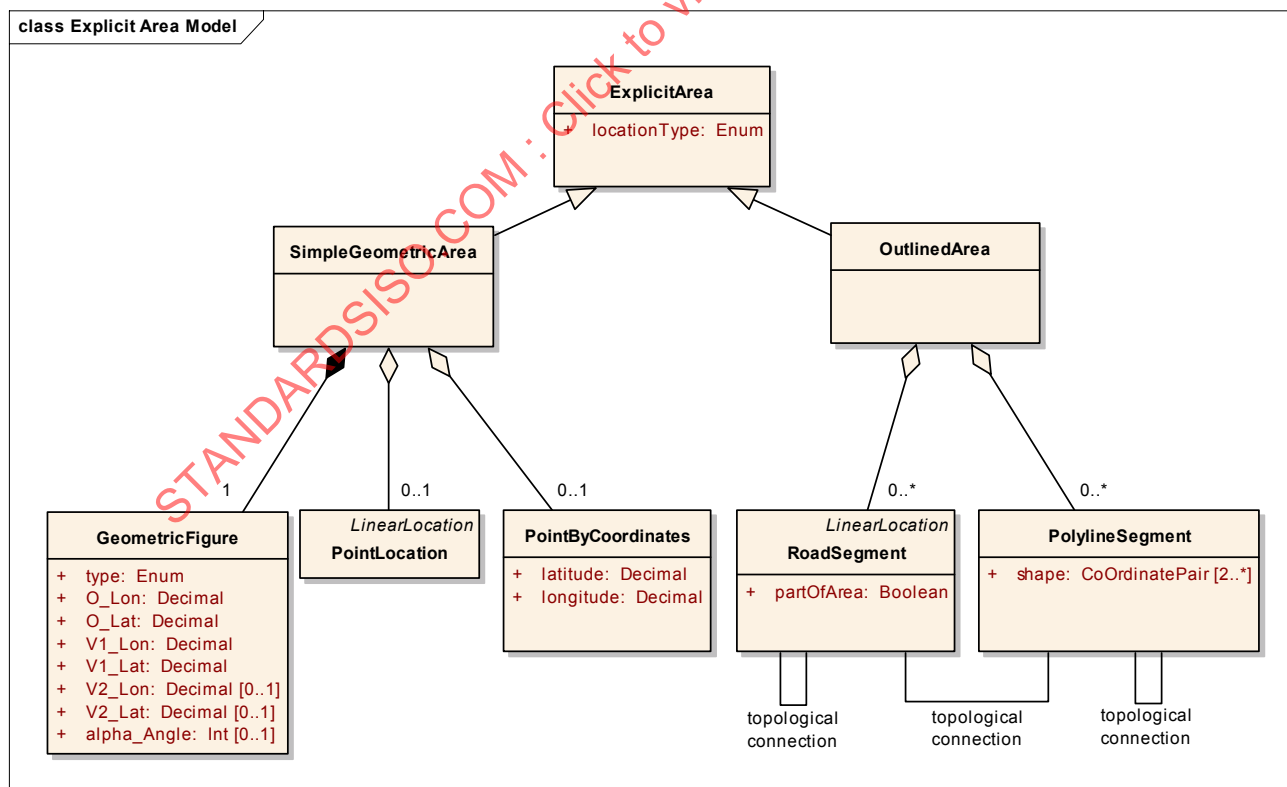 class Explicit Area Model
STANDARDSISO.COM : Click to vi
ExplicitArea
+ locationType: Enum
SimpleGeometricArea
OutlinedArea
1
0..1
0..1
0..*
0..*
GeometricFigure
+ type: Enum
+ O_Lon: Decimal
+ O_Lat: Decimal
+ V1_Lon: Decimal
+ V1_Lat: Decimal
+ V2_Lon: Decimal [0..1]
+ V2_Lat: Decimal [0..1]
+ alpha_Angle: Int [0..1]
LinearLocation
PointLocation
PointByCoordinates
+ latitude: Decimal
+ longitude: Decimal
LinearLocation
RoadSegment
+ partOfArea: Boolean
PolylineSegment
+ shape: CoOrdinatePair [2..*]
topological
connection
topological
connection
topological
connection